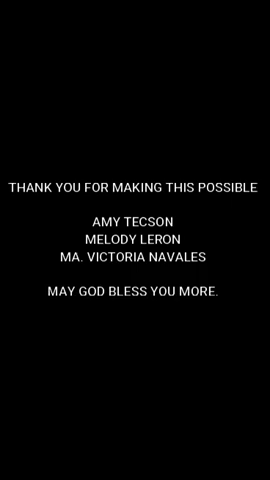 THANK YOU FOR MAKING THIS POSSIBLE
AMY TECSON
MELODY LERON
MA. VICTORIA NAVALES
MAY GOD BLESS YOU MORE.